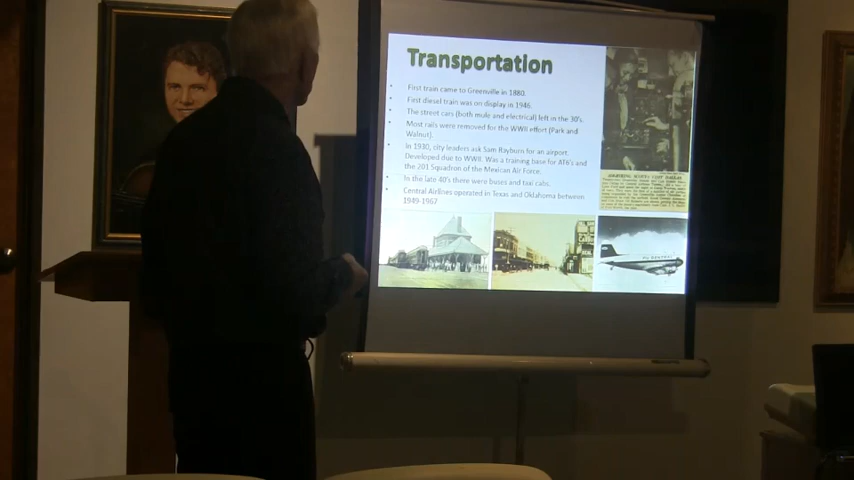 Transportation
First train came to Greenville in 1880.
First diesel train was on display in 1946.
The street cars (both mule and electrical) left in the 30's.
Most rails were removed for the WWII effort (Park and
Walnut).
In 1930, city leaders ask Sam Rayburn for an airport.
Developed due to WWII. Was a training base for AT6's and
the 201 Squadron of the Mexican Air Force.
In the late 40's there were buses and taxi cabs.
Central Airlines operated in Texas and Oklahoma Between
1949-1967